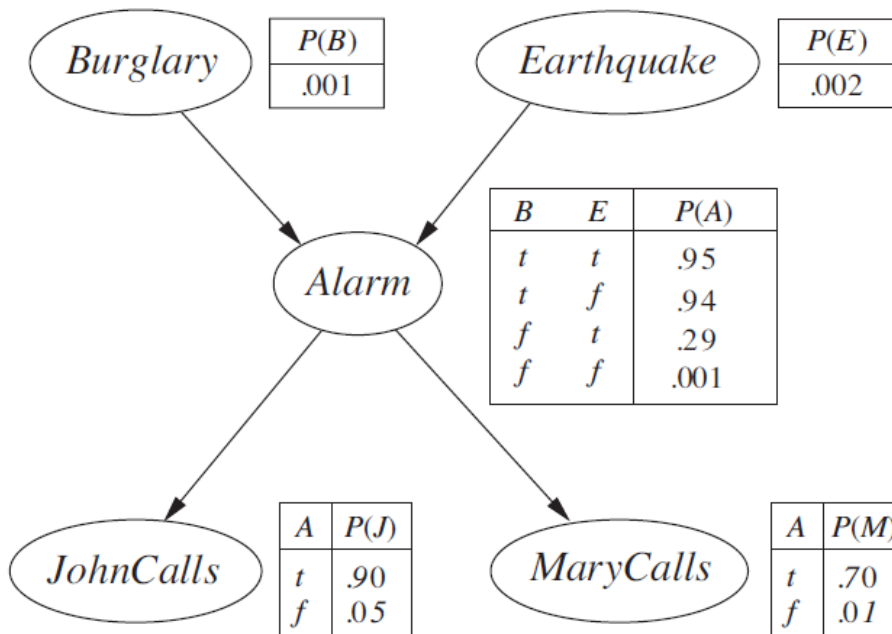 Burglary
P(B)
.001
Earthquake
P(E)
.002
Alarm
B E P(A)
t t .95
t f .94
f t .29
f f .001
JohnCalls
A P(J)
t .90
f .05
MaryCalls
A P(M)
t .70
f .01